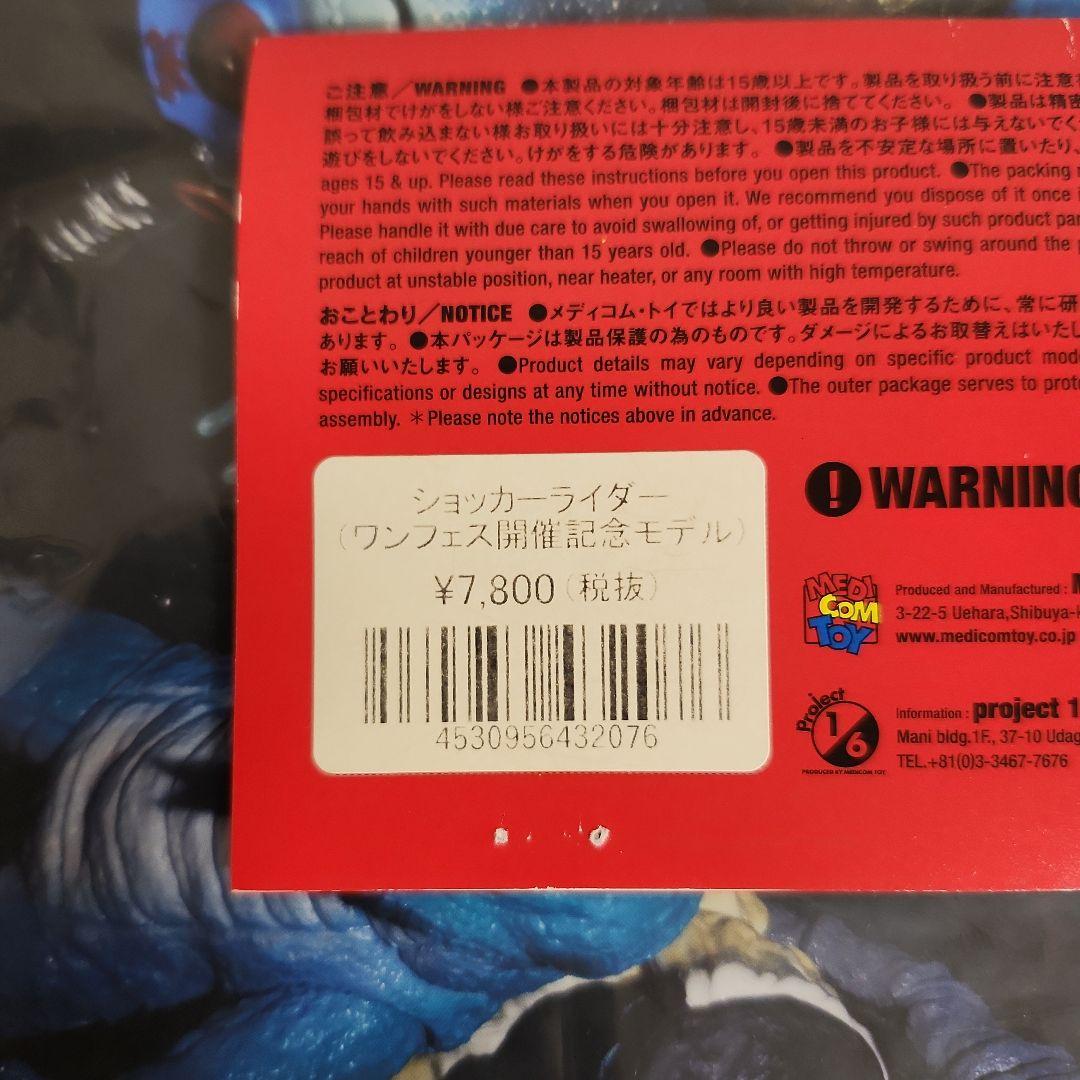 ご注意／WARNING ●本製品の対象年齢は15歳以上です。製品を取り扱う前に注意
梱包材でけがをしない様ご注意ください。梱包材は開封後に捨ててください。 ●製品は精密
誤って飲み込まない様お取り扱いには十分注意し、15歳未満のお子様には与えないでく
遊びをしないでください。けがをする危険があります。 ●製品を不安定な場所に置いたり、
ages 15 & up. Please read these instructions before you open this product. ●The packing
your hands with such materials when you open it. We recommend you dispose of it once
Please handle it with due care to avoid swallowing of, or getting injured by such product
reach of children younger than 15 years old. ●Please do not throw or swing around the
product at unstable position, near heater, or any room with high temperature.
おことわり／NOTICE ●メディコム・トイではより良い製品を開発するために、常に研
あります。 ●本パッケージは製品保護の為のものです。ダメージによるお取替えはいたし
お願いいたします。 ●Product details may vary depending on specific product
specifications or designs at any time without notice. ●The outer package serves to
assembly. ＊Please note the notices above in advance.
ショッカーライダー
(ワンフェス開催記念モデル)
¥7,800(税抜)
4530956432076
! WARNING
MEDI
COM
TOY
Produced and Manufactured :
3-22-5 Uehara,Shibuya-
www.medicomtoy.co.jp
Project
1/6
PRODUCED BY MEDICOM TOY
Information : project 1
Mani bldg.1F., 37-10 Udag
TEL.+81(0)3-3467-7676